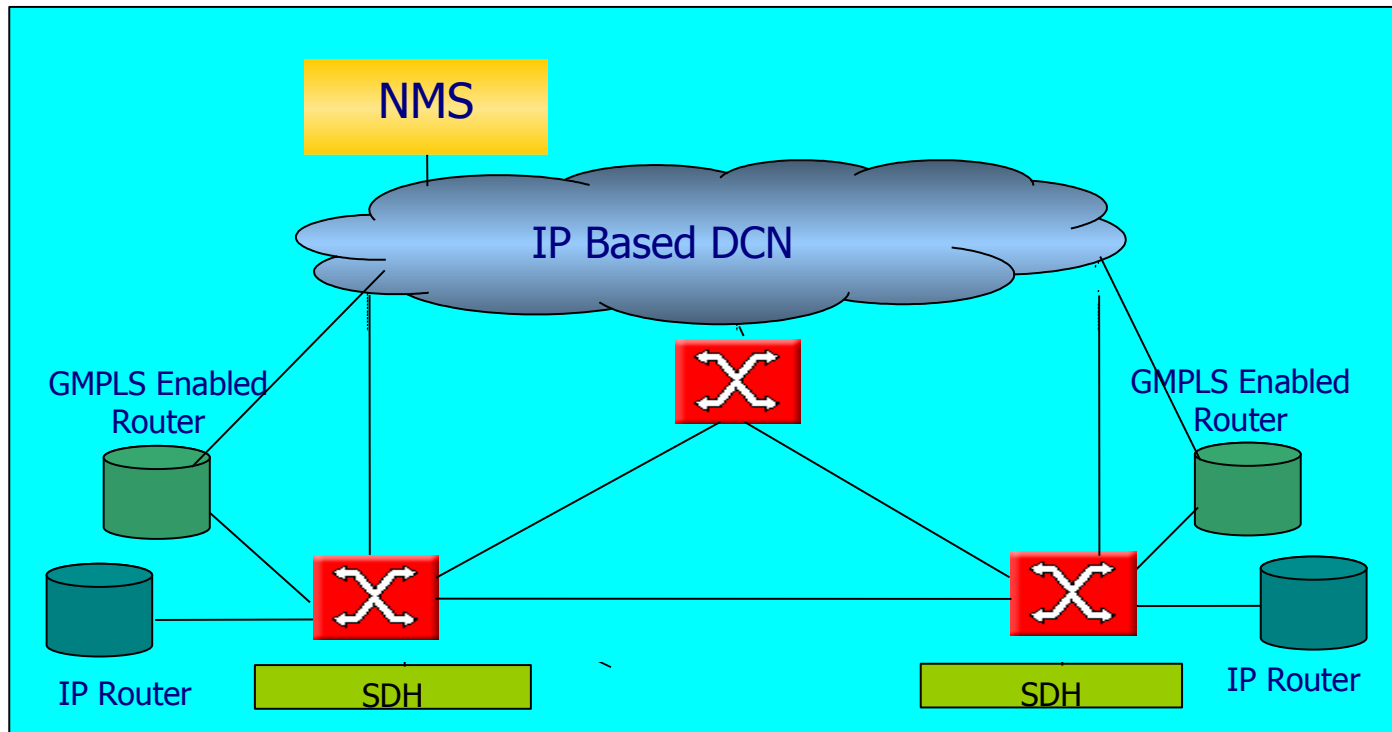 NMS
IP Based DCN
GMPLS Enabled
Router
GMPLS Enabled
Router
IP Router
SDH
SDH
IP Router